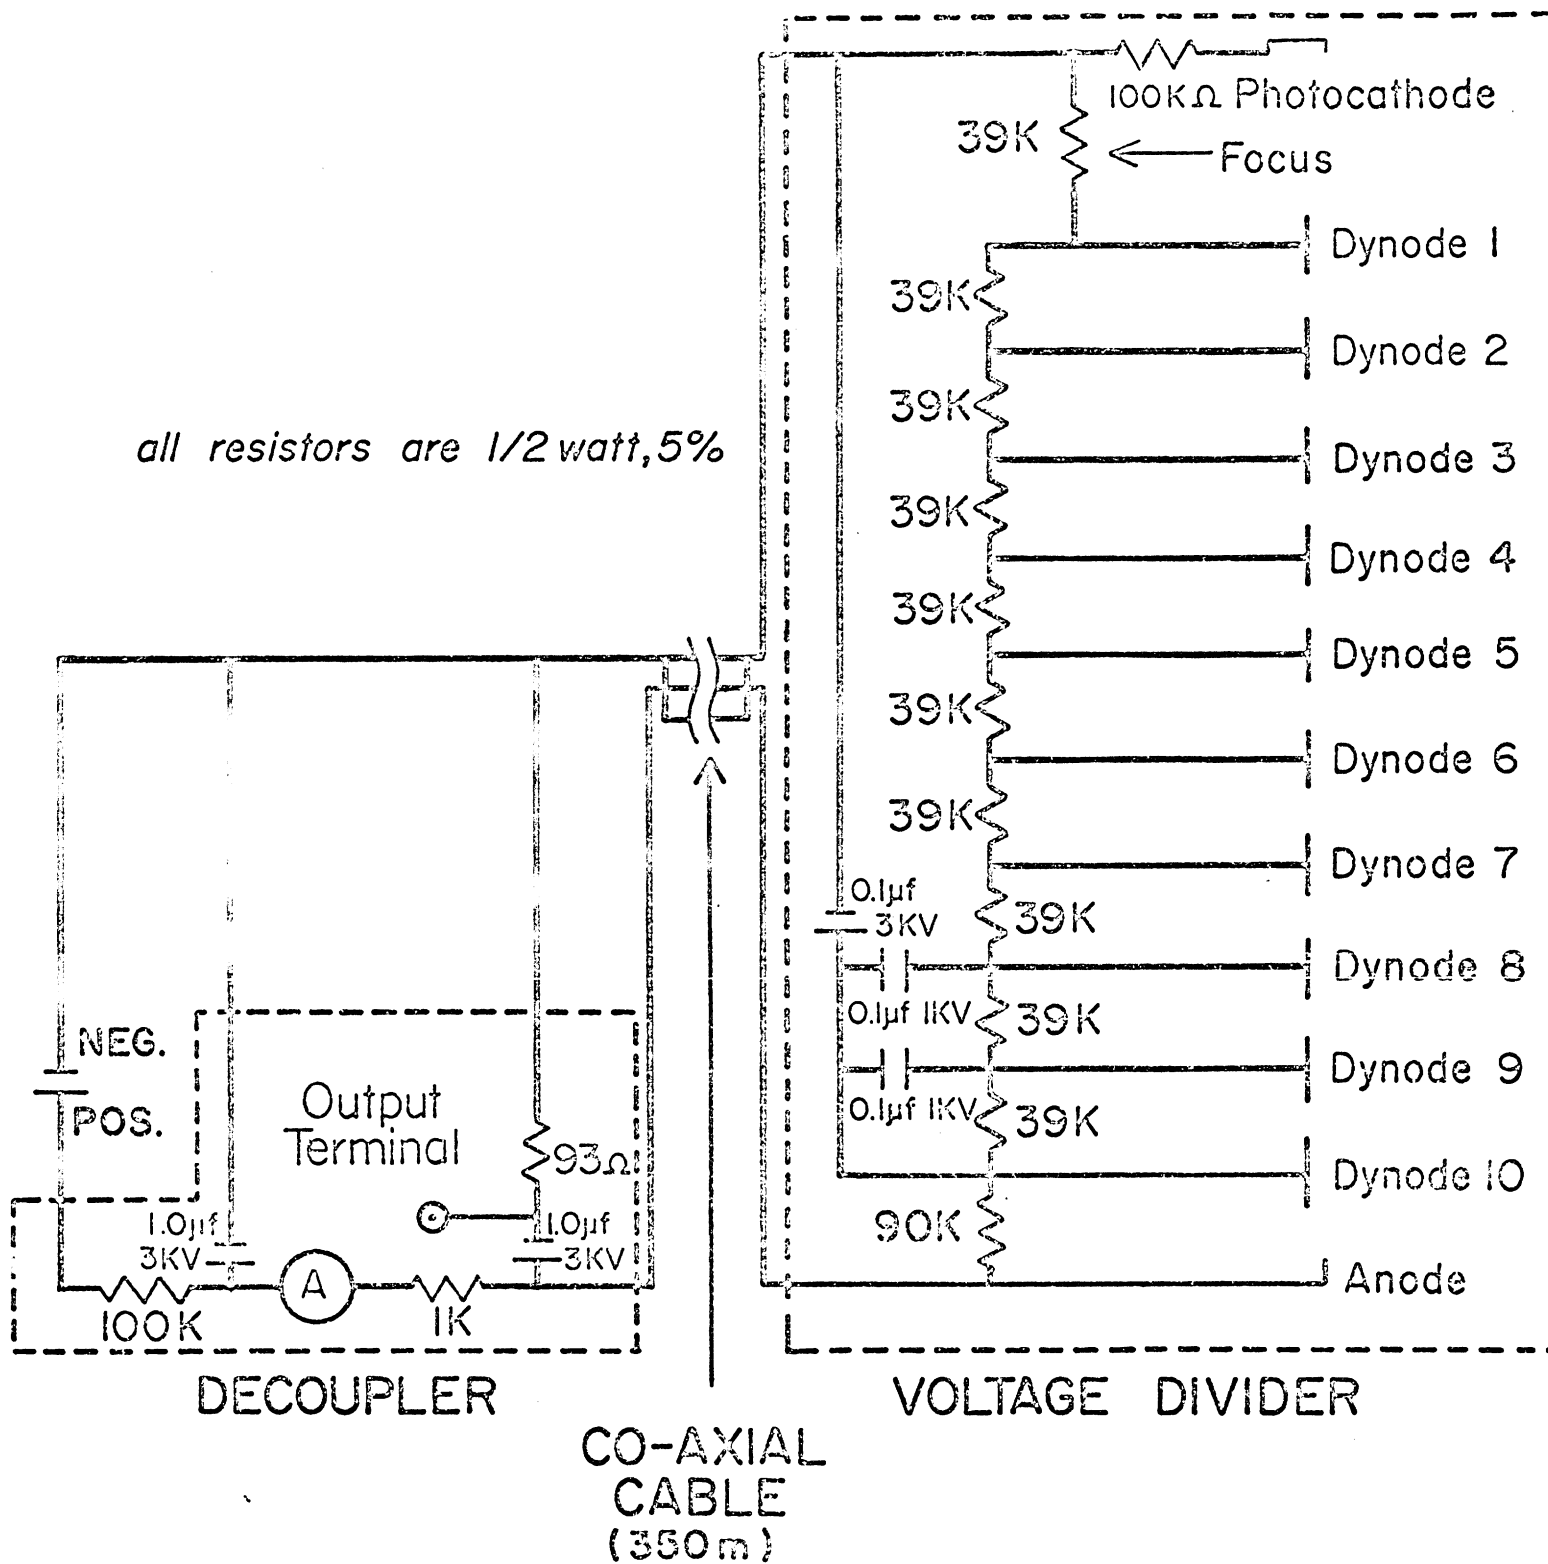 100KΩ Photocathode
39K
Focus
Dynode 1
39K
Dynode 2
39K
all resistors are 1/2 watt, 5%
Dynode 3
39K
Dynode 4
39K
Dynode 5
39K
Dynode 6
39K
Dynode 7
0.1µf
3KV
39K
Dynode 8
0.1µf 1KV
39K
NEG.
Dynode 9
POS.
Output
Terminal
0.1µf 1KV
39K
93Ω
Dynode 10
1.0µf
3KV
1.0µf
3KV
90K
A
Anode
100K
1K
DECOUPLER
VOLTAGE DIVIDER
CO-AXIAL
CABLE
(350m)